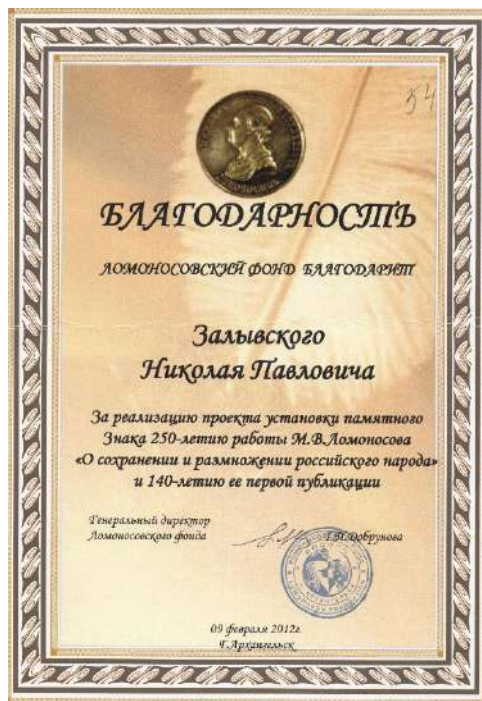 54
БЛАГОДАРНОСТЬ
ЛОМОНОСОВСКИЙ ФОНД БЛАГОДАРИТ
Залывского
Николая Павловича
За реализацию проекта установки памятного
Знака 250-летию работы М.В.Ломоносова
«О сохранении и размножении российского народа»
и 140-летию ее первой публикации
Генеральный директор
Ломоносовского фонда
Добрунова
09 февраля 2012г.
Г.Архангельск